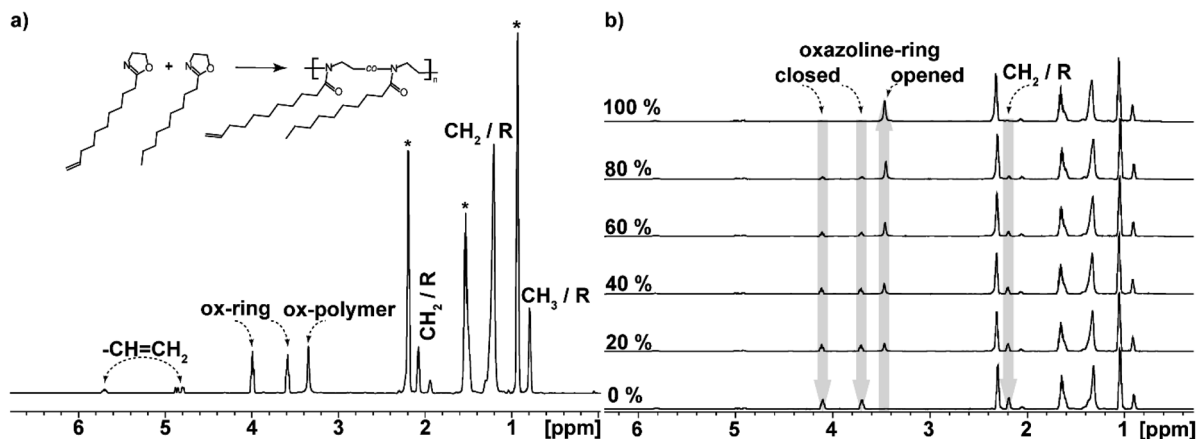 a)
*
N
O
+
N
O
N
co
N
n
O
O
CH2 / R
*
*
CH2 / R
CH3 / R
ox-ring
ox-polymer
-CH=CH2
6
5
4
3
2
1
[ppm]
b)
oxazoline-ring
closed
opened
CH2 / R
100 %
80 %
60 %
40 %
20 %
0 %
6
5
4
3
2
1
[ppm]